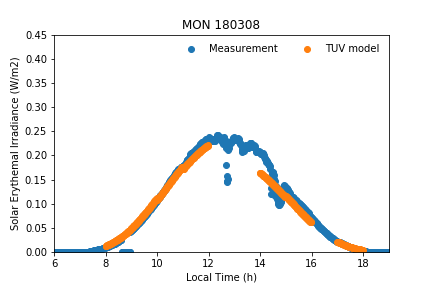 MON 180308
Measurement TUV model
Solar Erythemal Irradiance (W/m2)
0.45
0.40
0.35
0.30
0.25
0.20
0.15
0.10
0.05
0.00
6 8 10 12 14 16 18
Local Time (h)